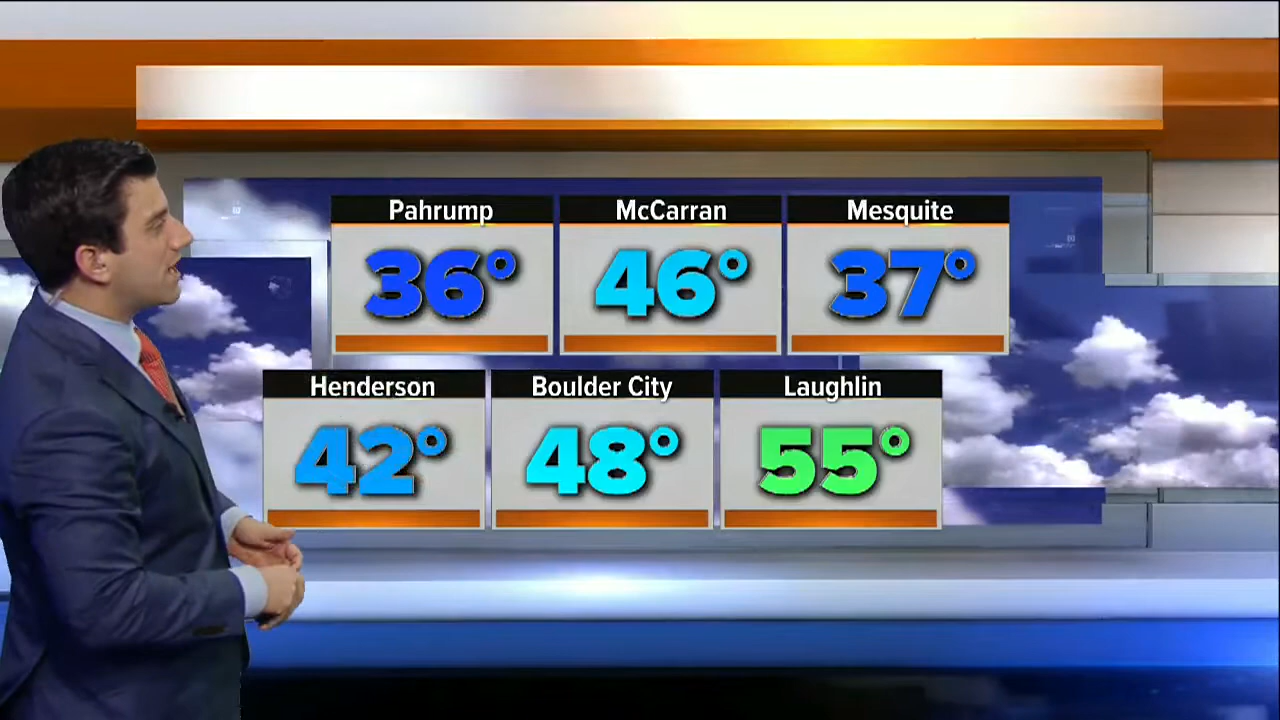 Pahrump
McCarran
Mesquite
36°
46°
37°
Henderson
Boulder City
Laughlin
42°
48°
55°